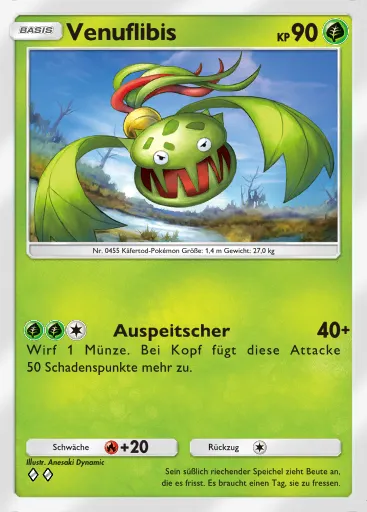 BASIS
Venuflibis
KP 90
Nr. 0455 Käfertod-Pokémon Größe: 1,4 m Gewicht: 27,0 kg
Auspeitscher 40+
Wirf 1 Münze. Bei Kopf fügt diese Attacke
50 Schadenspunkte mehr zu.
Schwäche +20 Rückzug
Illustr. Anesaki Dynamic
Sein süßlich riechender Speichel zieht Beute an,
die es frisst. Es braucht einen Tag, sie zu fressen.